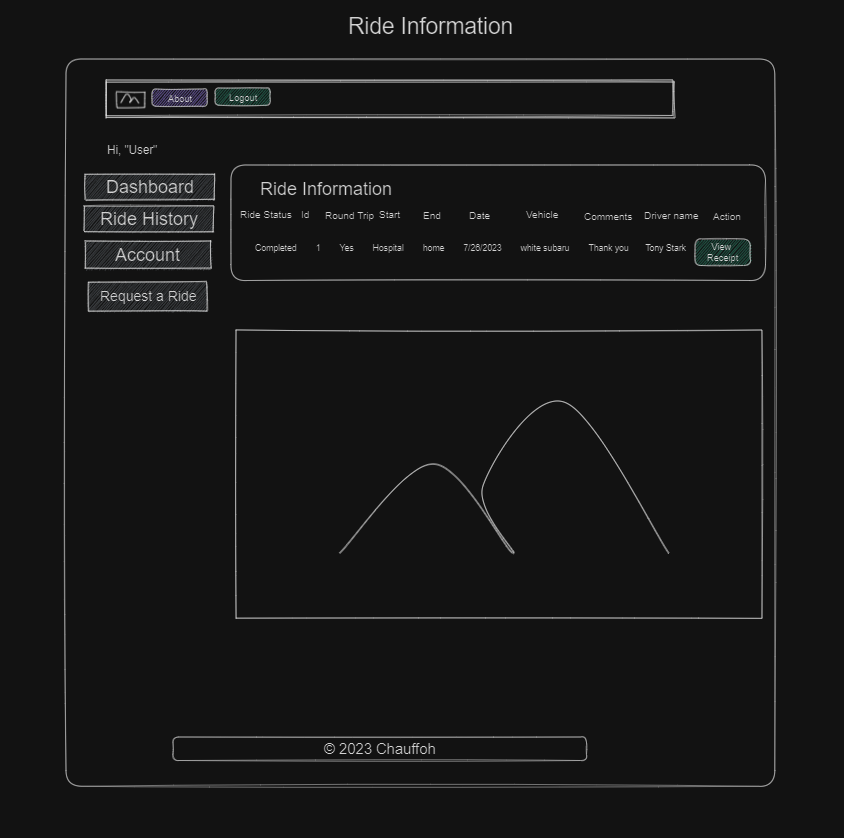 Ride Information
About
Logout
Hi, "User"
Dashboard
Ride History
Account
Request a Ride
Ride Information
Ride Status Id Round Trip Start End Date Vehicle Comments Driver name Action
Completed 1 Yes Hospital home 7/26/2023 white subaru Thank you Tony Stark View Receipt
© 2023 Chauffoh